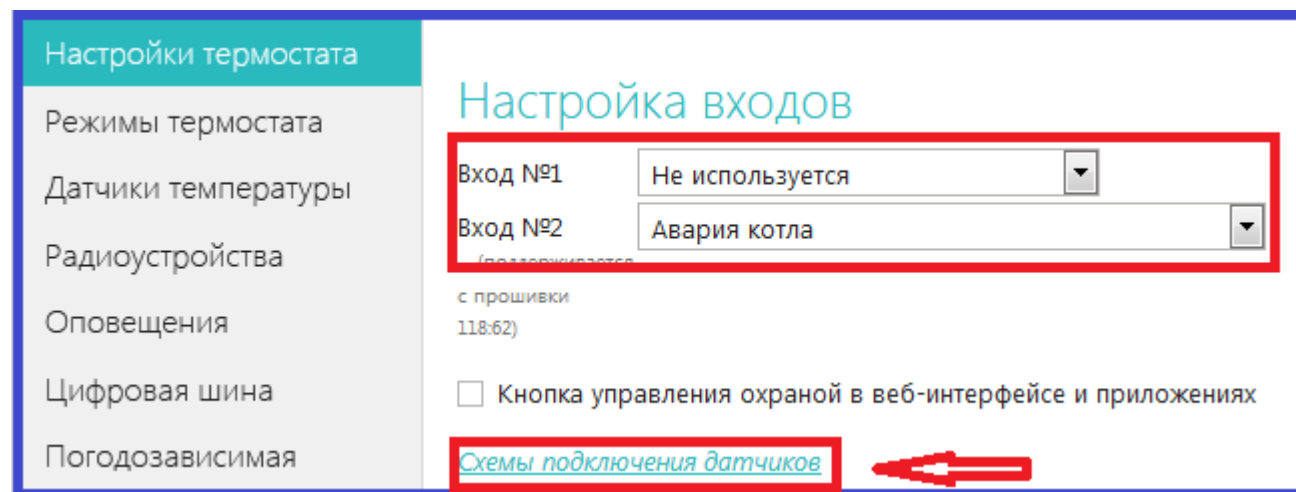 Настройки термостата
Режимы термостата
Датчики температуры
Радиоустройства
Оповещения
Цифровая шина
Погодозависимая
Настройка входов
Вход №1 Не используется
Вход №2 Авария котла
(поддерживается
с прошивки
118:62)
Кнопка управления охраной в веб-интерфейсе и приложениях
Схемы подключения датчиков